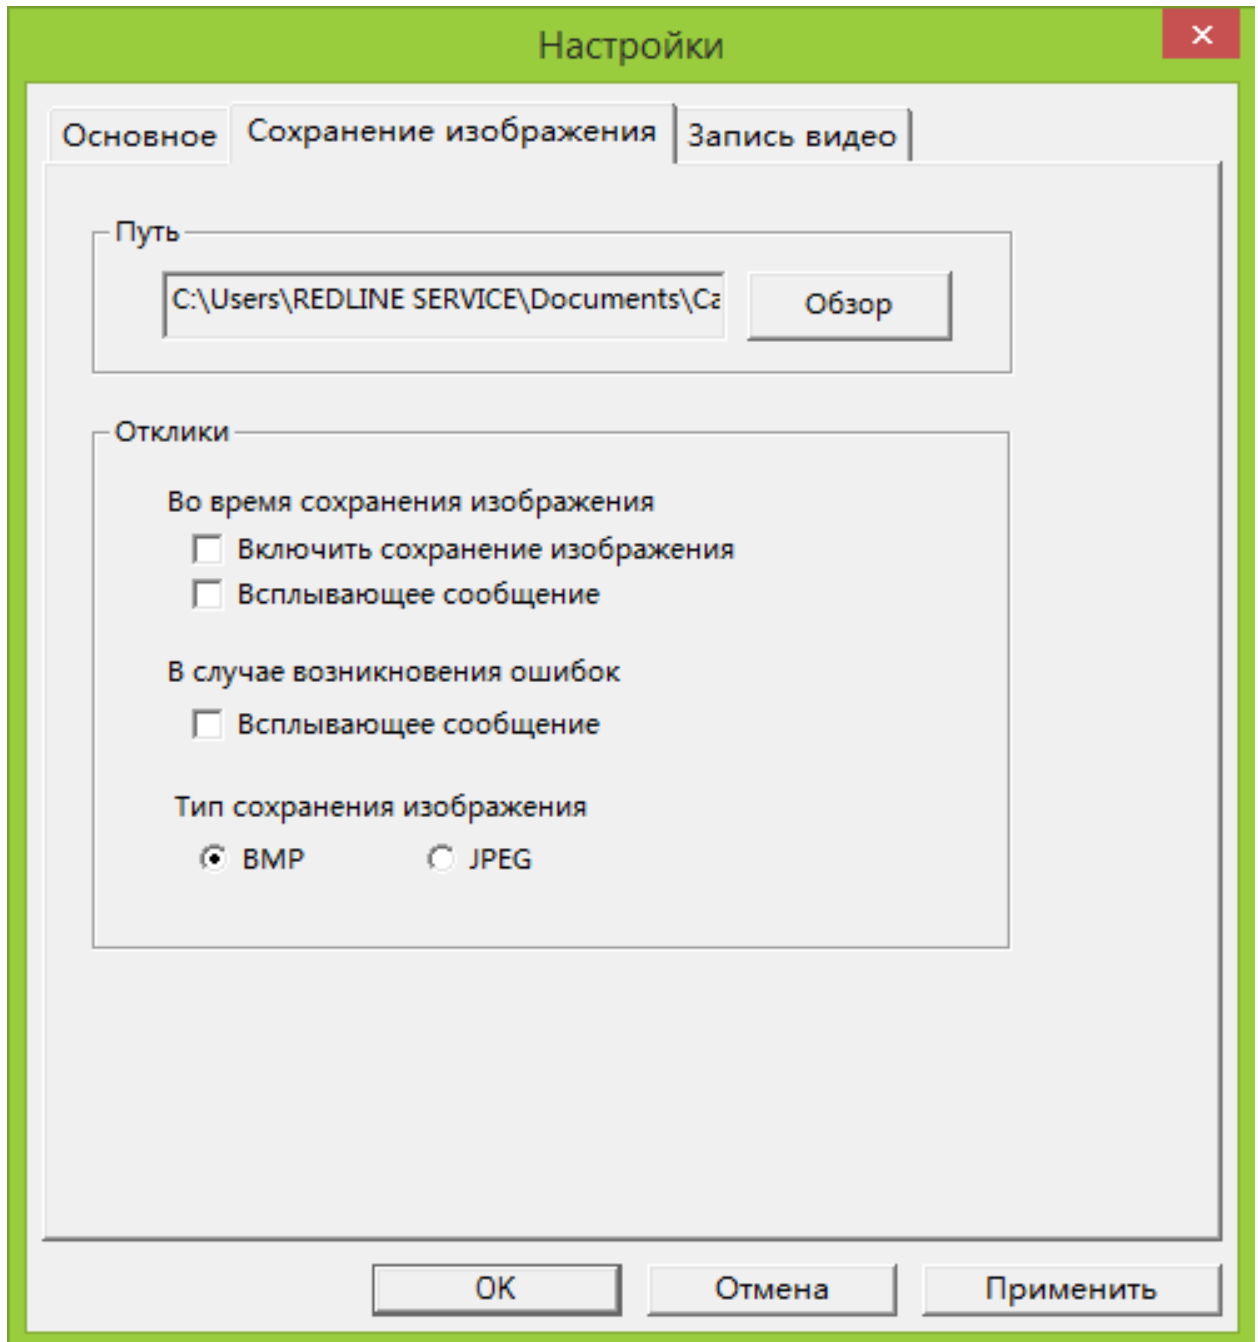 Настройки
Основное Сохранение изображения Запись видео
Путь
C:\Users\REDLINE SERVICE\Documents\Ca Обзор
Отклики
Во время сохранения изображения
Включить сохранение изображения
Всплывающее сообщение
В случае возникновения ошибок
Всплывающее сообщение
Тип сохранения изображения
BMP JPEG
OK Отмена Применить